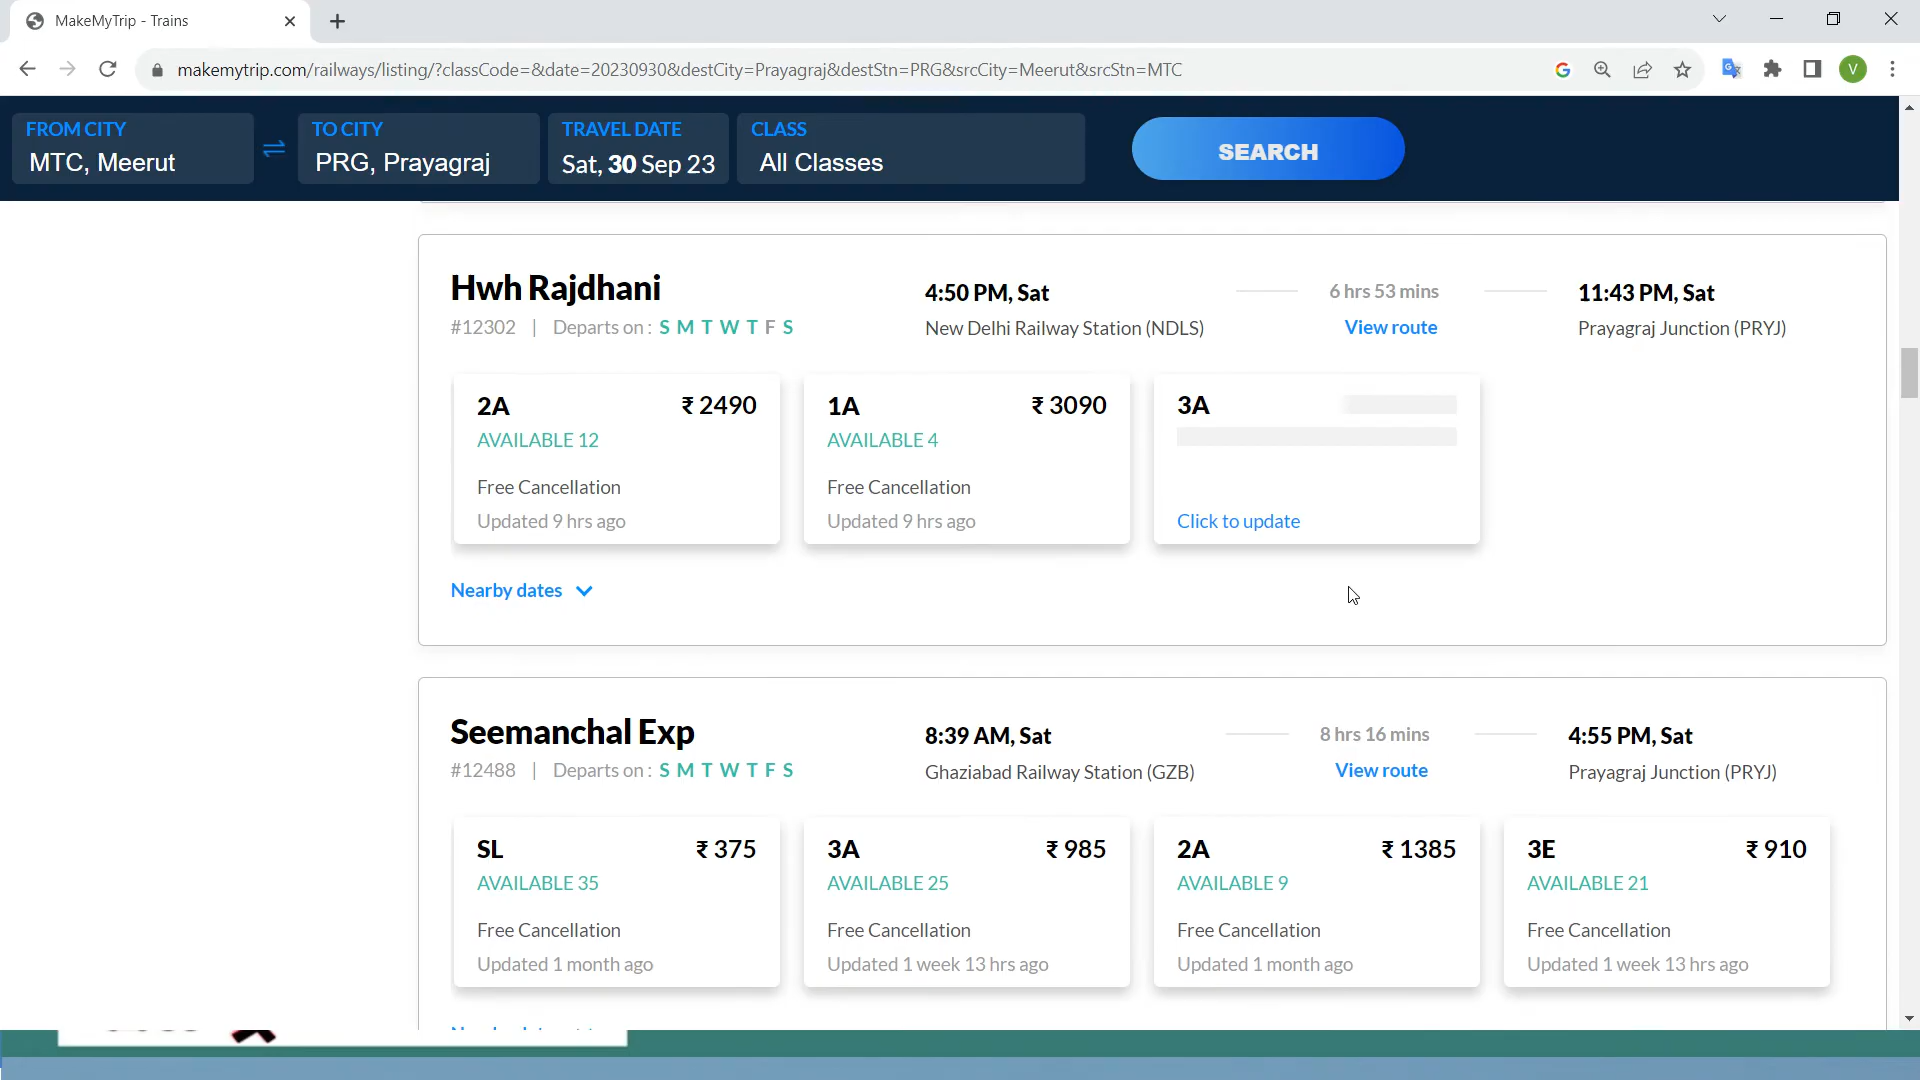 MakeMyTrip - Trains
makemytrip.com/railways/listing/?classCode=&date=20230930&destCity=Prayagraj&destStn=PRG&srcCity=Meerut&srcStn=MTC
V
FROM CITY
MTC, Meerut
TO CITY
PRG, Prayagraj
TRAVEL DATE
Sat, 30 Sep 23
CLASS
All Classes
SEARCH
Hwh Rajdhani
#12302 | Departs on : S M T W T F S
4:50 PM, Sat
New Delhi Railway Station (NDLS)
6 hrs 53 mins
View route
11:43 PM, Sat
Prayagraj Junction (PRYJ)
2A ₹ 2490
AVAILABLE 12
Free Cancellation
Updated 9 hrs ago
1A ₹ 3090
AVAILABLE 4
Free Cancellation
Updated 9 hrs ago
3A
Click to update
Nearby dates
Seemanchal Exp
#12488 | Departs on : S M T W T F S
8:39 AM, Sat
Ghaziabad Railway Station (GZB)
8 hrs 16 mins
View route
4:55 PM, Sat
Prayagraj Junction (PRYJ)
SL ₹ 375
AVAILABLE 35
Free Cancellation
Updated 1 month ago
3A ₹ 985
AVAILABLE 25
Free Cancellation
Updated 1 week 13 hrs ago
2A ₹ 1385
AVAILABLE 9
Free Cancellation
Updated 1 month ago
3E ₹ 910
AVAILABLE 21
Free Cancellation
Updated 1 week 13 hrs ago